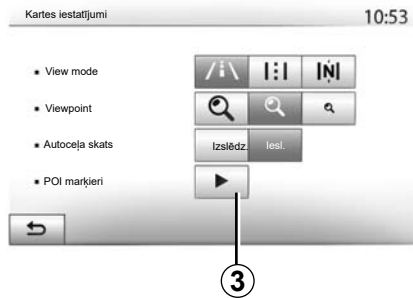 Kartes iestatījumi 10:53
View mode N
Viewpoint
Autoceļa skats Izslēdz. Iesl.
POI marķieri
3